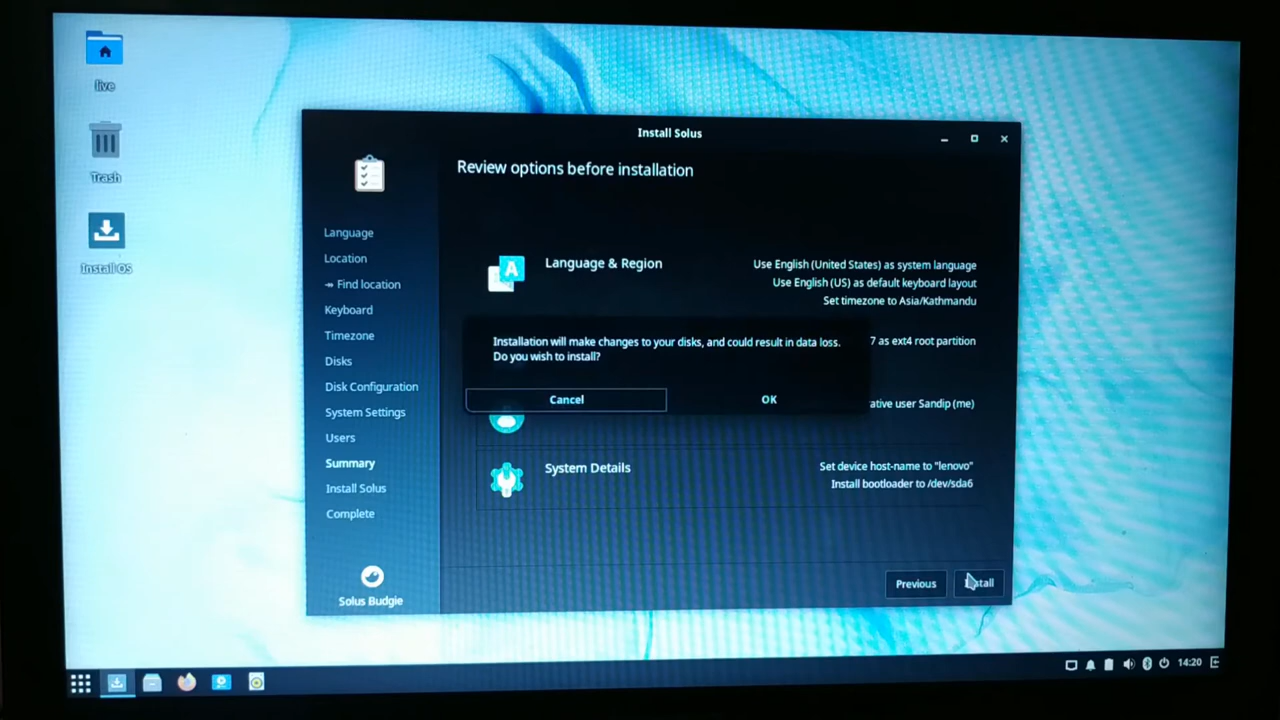 live
Trash
Install OS
Install Solus
Review options before installation
Language
Location
Find location
Keyboard
Timezone
Disks
Disk Configuration
System Settings
Users
Summary
Install Solus
Complete
Solus Budgie
Language & Region
Use English (United States) as system language
Use English (US) as default keyboard layout
Set timezone to Asia/Kathmandu
Installation will make changes to your disks, and could result in data loss.
Do you wish to install?
Cancel
OK
7 as ext4 root partition
ative user Sandip (me)
System Details
Set device host-name to "lenovo"
Install bootloader to /dev/sda6
Previous
Install
14:20